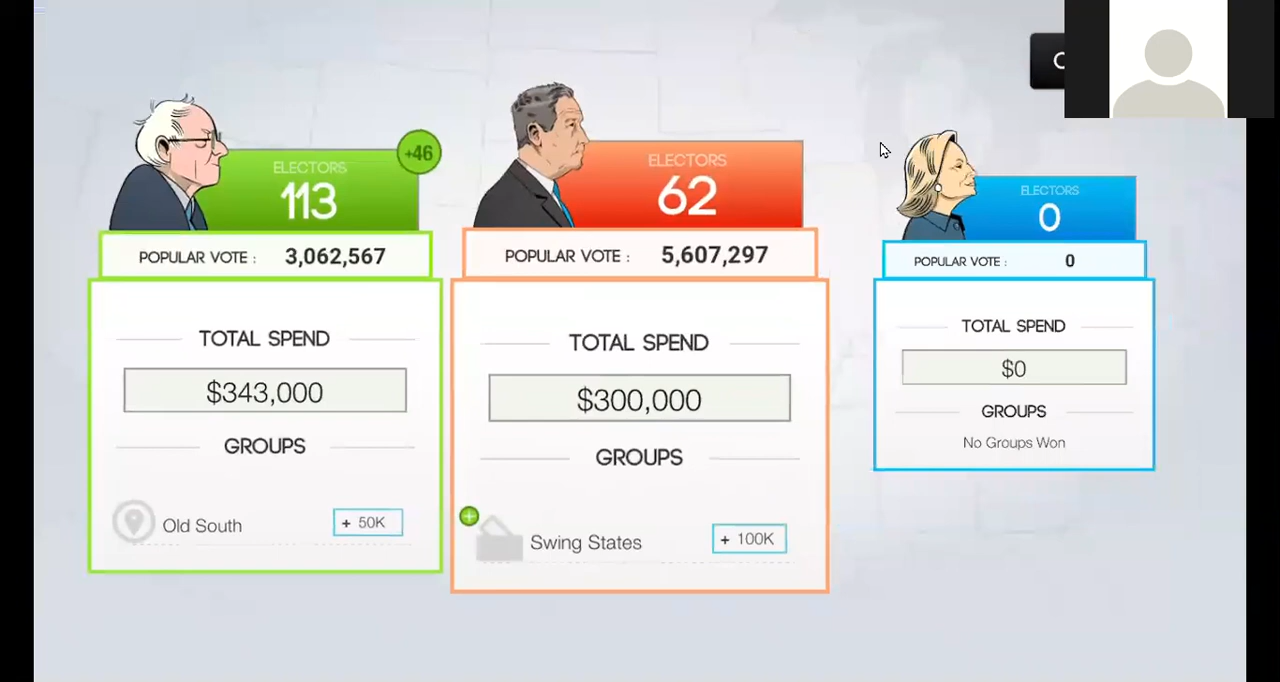 +46
ELECTORS
113
POPULAR VOTE : 3,062,567
TOTAL SPEND
$343,000
GROUPS
Old South + 50K
ELECTORS
62
POPULAR VOTE : 5,607,297
TOTAL SPEND
$300,000
GROUPS
Swing States + 100K
ELECTORS
0
POPULAR VOTE : 0
TOTAL SPEND
$0
GROUPS
No Groups Won